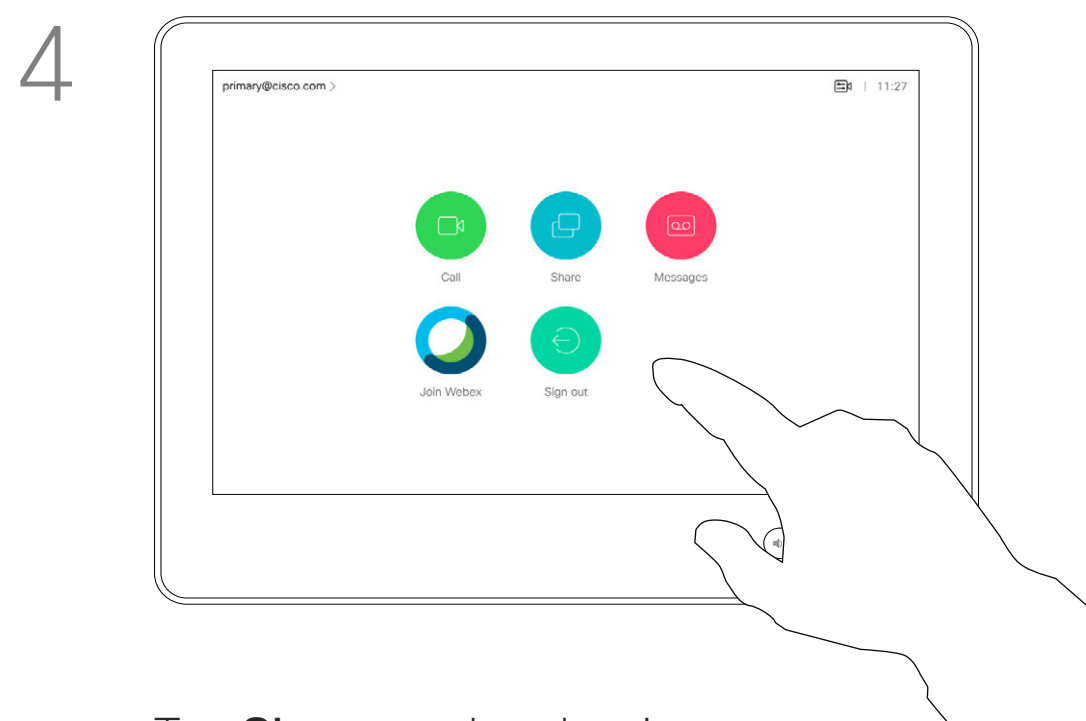 4
primary@cisco.com >
11:27
Call Share Messages
Join Webex Sign out